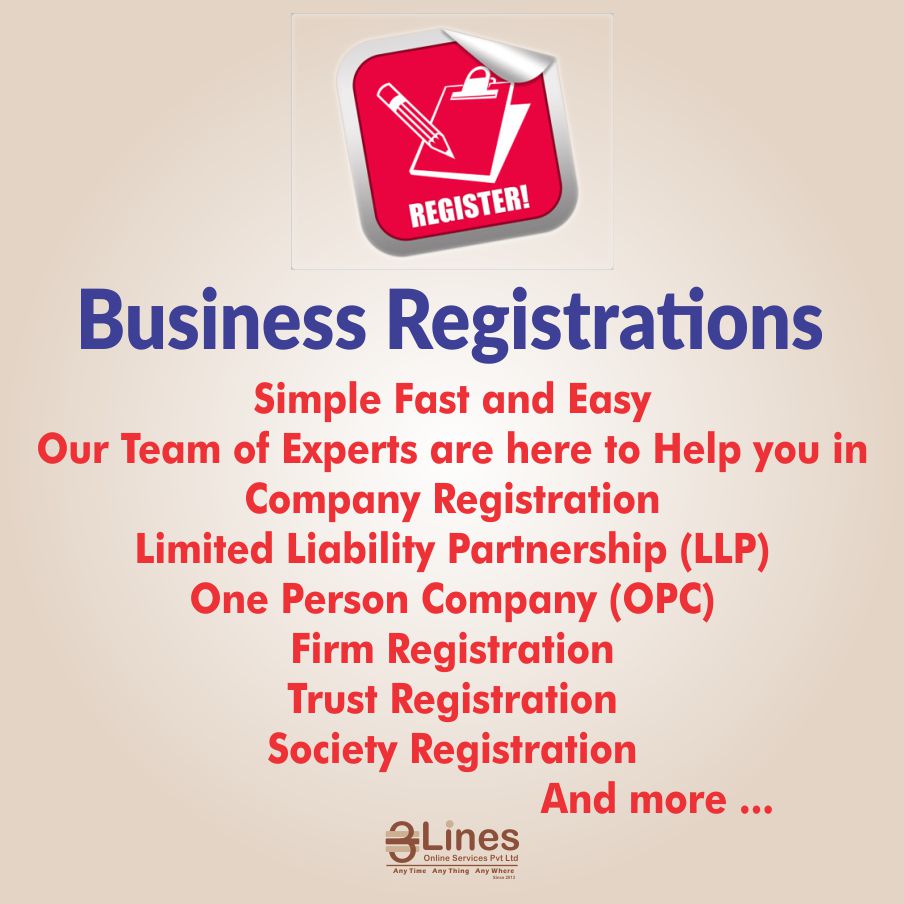 REGISTER!
Business Registrations
Simple Fast and Easy
Our Team of Experts are here to Help you in
Company Registration
Limited Liability Partnership (LLP)
One Person Company (OPC)
Firm Registration
Trust Registration
Society Registration
And more ...
3Lines
Online Services Pvt Ltd
Any Time Any Thing Any Where
Since 2013